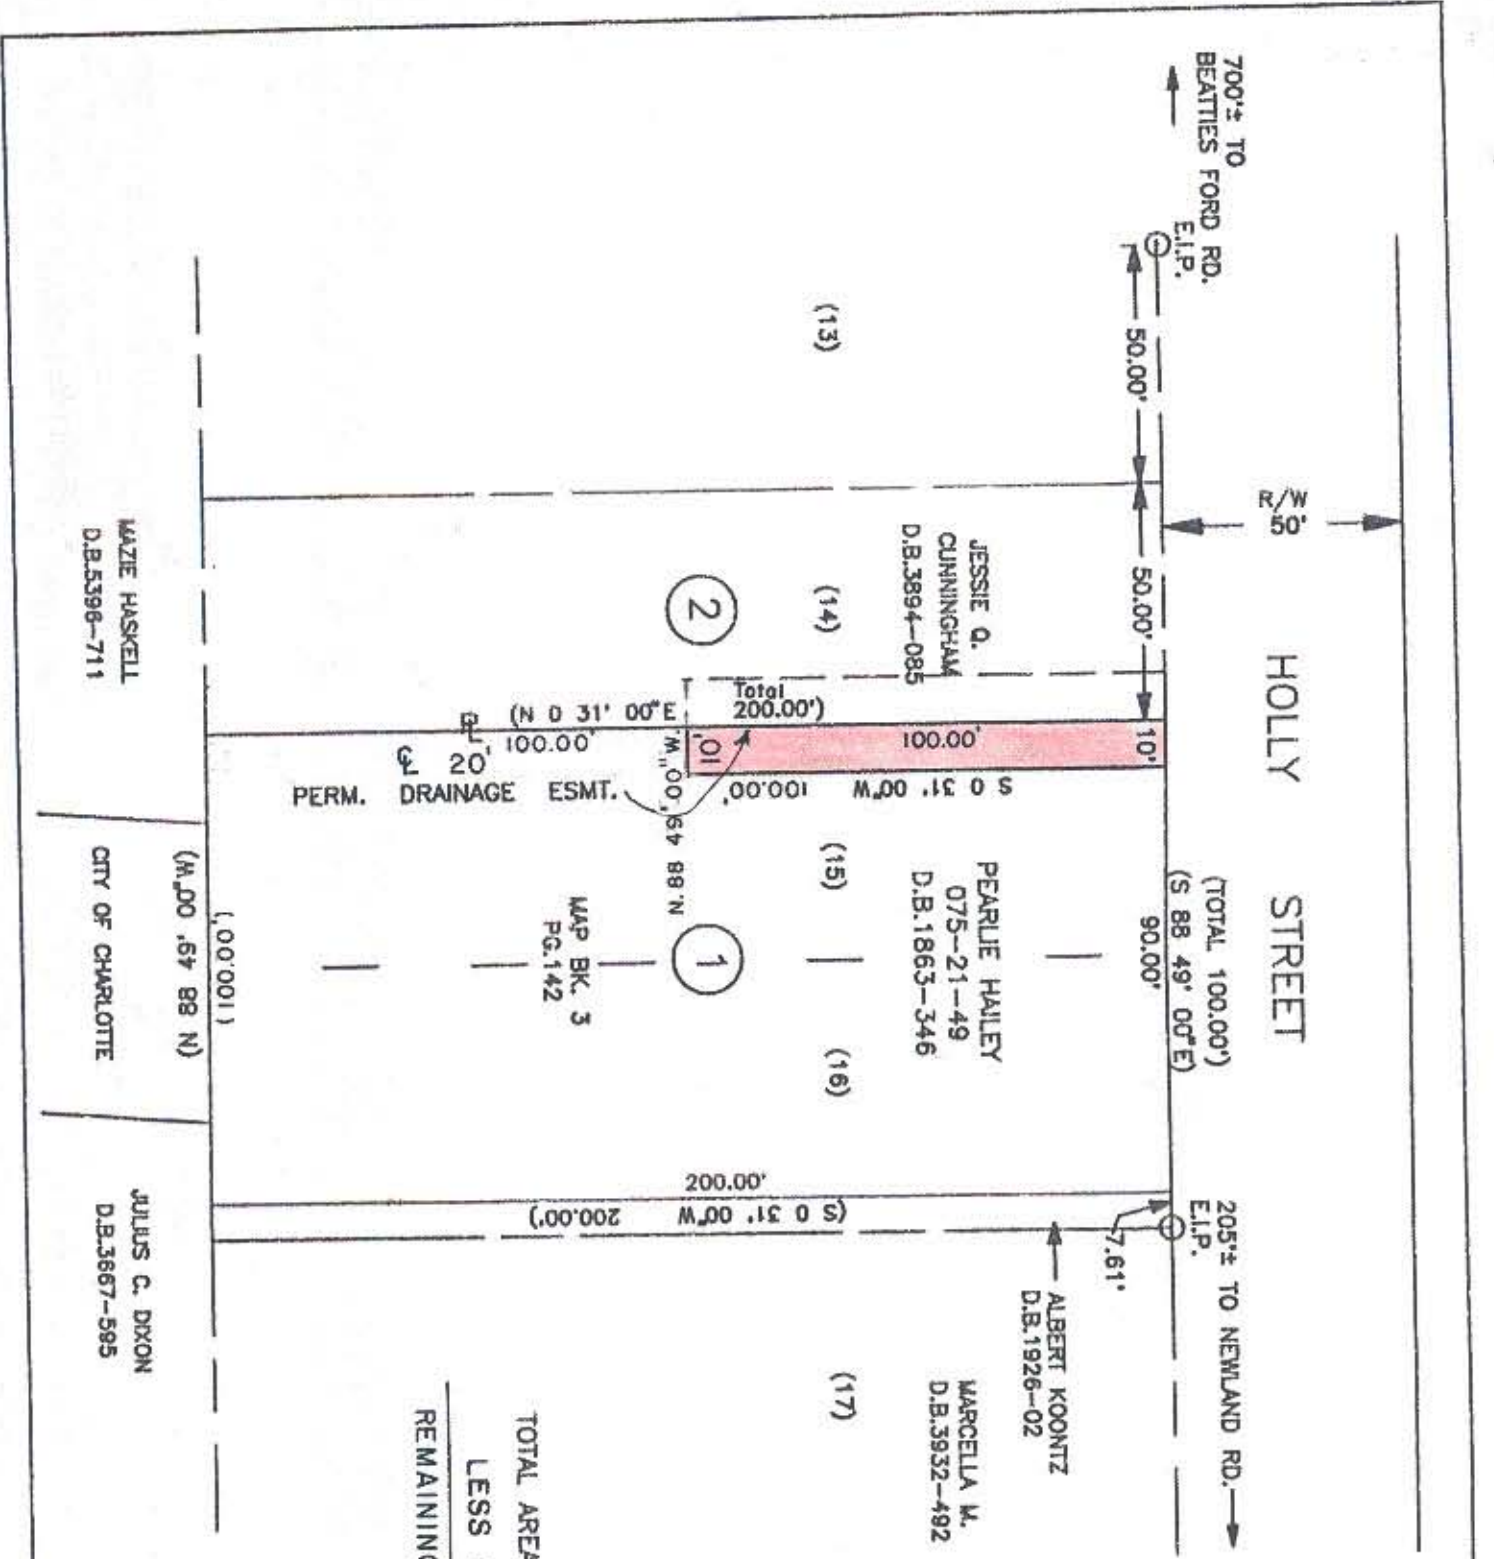 700'± TO
BEATTIES FORD RD.
E.I.P.
50.00'
R/W
50'
50.00'
HOLLY STREET
(13)
JESSIE Q.
CUNNINGHAM
D.B.3894-085
(14)
2
MAZIE HASKELL
D.B.5396-711
Total
200.00')
(N 0 31' 00"E
100.00'
100.00'
10'
10'
20'
PERM. DRAINAGE ESMT.
S 0 31' 00"W 100.00'
N. 88 49' 00" W.
(TOTAL 100.00')
(S 88 49' 00"E)
90.00'
PEARLIE HAILEY
075-21-49
D.B.1863-346
(15)
1
MAP BK. 3
PG.142
(16)
(100.00')
(N 88 49' 00"W)
CITY OF CHARLOTTE
200.00'
(S 0 31' 00"W 200.00')
205'± TO NEWLAND RD.
E.I.P.
7.61'
ALBERT KOONTZ
D.B.1926-02
MARCELLA M.
D.B.3932-492
(17)
JULIUS C. DIXON
D.B.3667-595
TOTAL AREA
LESS
REMAINING